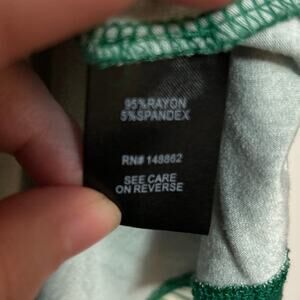 95%RAYON
5%SPANDEX
RN# 148862
SEE CARE
ON REVERSE